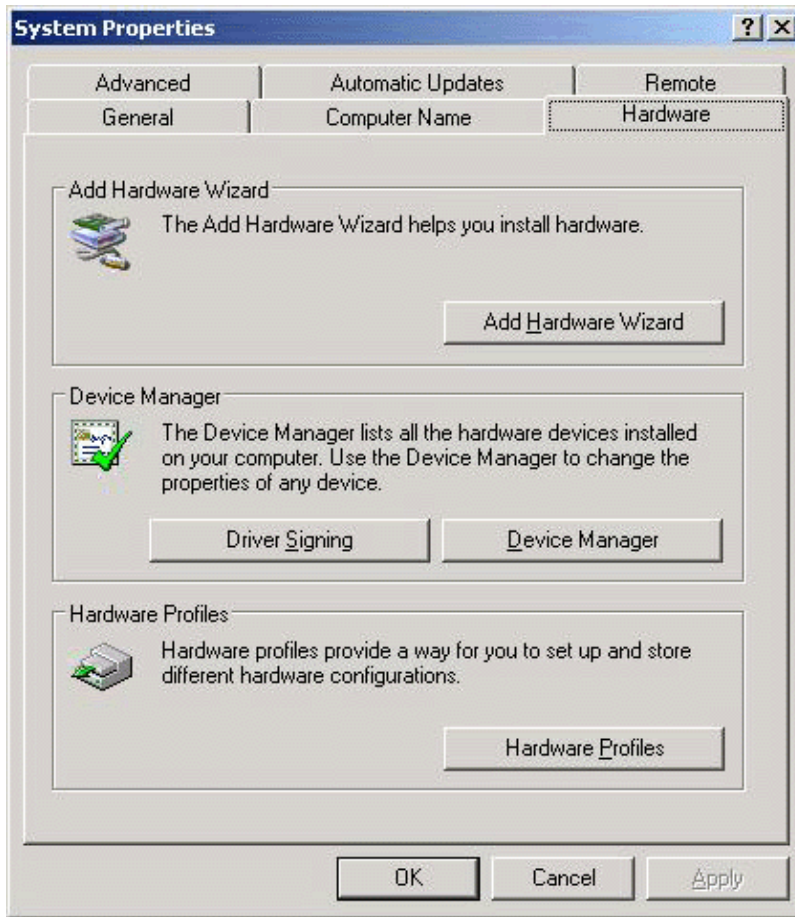 System Properties
Advanced Automatic Updates Remote
General Computer Name Hardware
Add Hardware Wizard
The Add Hardware Wizard helps you install hardware.
Add Hardware Wizard
Device Manager
The Device Manager lists all the hardware devices installed
on your computer. Use the Device Manager to change the
properties of any device.
Driver Signing Device Manager
Hardware Profiles
Hardware profiles provide a way for you to set up and store
different hardware configurations.
Hardware Profiles
OK Cancel Apply